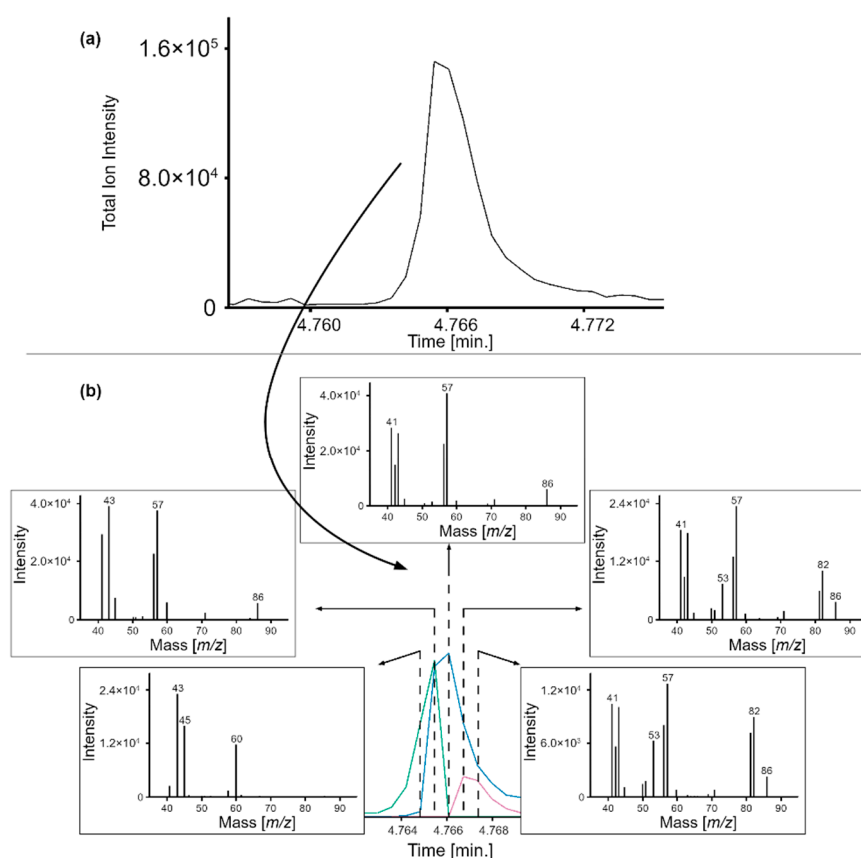 (a)
1.6×10⁵
8.0×10⁴
0
Total Ion Intensity
4.760 4.766 4.772
Time [min.]
(b)
4.0×10⁴
2.0×10⁴
0
Intensity
41 57 86
40 50 60 70 80 90
Mass [m/z]
4.0×10⁴
2.0×10⁴
0
Intensity
43 57 86
40 50 60 70 80 90
Mass [m/z]
2.4×10⁴
1.2×10⁴
0
Intensity
41 53 57 82 86
40 50 60 70 80 90
Mass [m/z]
2.4×10⁴
1.2×10⁴
0
Intensity
43 45 60
40 50 60 70 80 90
Mass [m/z]
4.764 4.766 4.768
Time [min.]
1.2×10⁴
6.0×10³
0
Intensity
41 53 57 82 86
40 50 60 70 80 90
Mass [m/z]